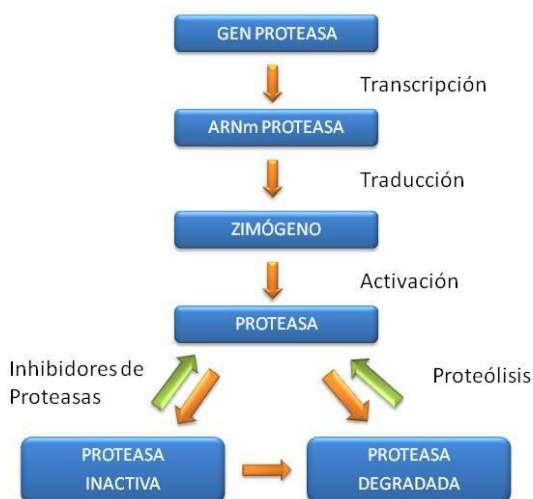 GEN PROTEASA
Transcripción
ARNm PROTEASA
Traducción
ZIMÓGENO
Activación
PROTEASA
Inhibidores de
Proteasas
Proteólisis
PROTEASA
INACTIVA
PROTEASA
DEGRADADA